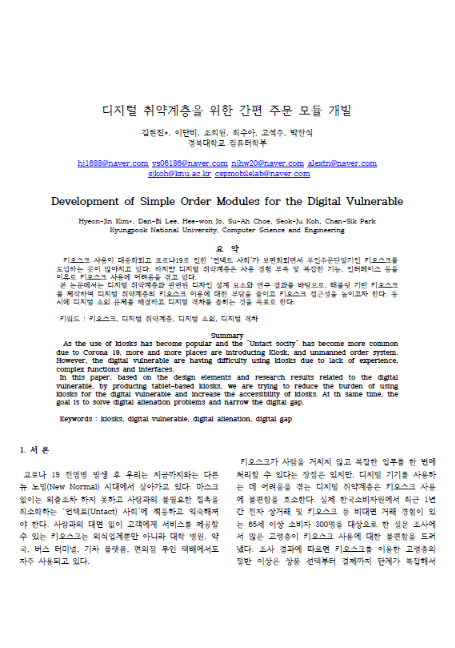 디지털 취약계층을 위한 간편 주문 모듈 개발
김현진*, 이단비, 조희원, 최수아, 고석주, 박찬식
경북대학교 컴퓨터학부
hj1688@naver.com ys06186@naver.com njhw20@naver.com alextn@naver.com
sjkoh@knu.ac.kr cspmobilelab@naver.com
Development of Simple Order Modules for the Digital Vulnerable
Hyeon-Jin Kim*, Dan-Bi Lee, Hee-won Jo, Su-Ah Choe, Seok-Ju Koh, Chan-Sik Park
Kyungpook National University, Computer Science and Engineering
요 약
키오스크 사용이 대중화되고 코로나19로 인한 '언택트 사회'가 보편화되면서 무인주문단말기인 키오스크를
도입하는 곳이 많아지고 있다. 하지만 디지털 취약계층은 사용 경험 부족 및 복잡한 기능, 인터페이스 등을
이유로 키오스크 사용에 어려움을 겪고 있다.
본 논문에서는 디지털 취약계층과 관련된 디자인 설계 요소와 연구 결과를 바탕으로, 태블릿 기반 키오스크
를 제작하여 디지털 취약계층의 키오스크 이용에 대한 부담을 줄이고 키오스크 접근성을 높이고자 한다. 동
시에 디지털 소외 문제를 해결하고 디지털 격차를 좁히는 것을 목표로 한다.
키워드 : 키오스크, 디지털 취약계층, 디지털 소외, 디지털 격차
Summary
As the use of kiosks has become popular and the "Untact socity" has become more common
due to Corona 19, more and more places are introducing Kiosk, and unmanned order system.
However, the digital vulnerable are having difficulty using kiosks due to lack of experience,
complex functions and interfaces.
In this paper, based on the design elements and research results related to the digital
vulnerable, by producing tablet-based kiosks, we are trying to reduce the burden of using
kiosks for the digital vulnerable and increase the accessibility of kiosks. At th same time, the
goal is to solve digital alienation problems and narrow the digital gap.
Keywords : kiosks, digital vulnerable, digital alienation, digital gap
1. 서 론
코로나 19 전염병 발생 후 우리는 지금까지와는 다른
뉴 노멀(New Normal) 시대에서 살아가고 있다. 마스크
없이는 외출조차 하지 못하고 사람과의 불필요한 접촉을
최소화하는 '언택트(Untact) 사회'에 적응하고 익숙해져
야 한다. 사람과의 대면 없이 고객에게 서비스를 제공할
수 있는 키오스크는 외식업계뿐만 아니라 대학 병원, 약
국, 버스 터미널, 기차 플랫폼, 편의점 무인 택배에서도
자주 사용되고 있다.
키오스크가 사람을 거치지 않고 복잡한 업무를 한 번에
처리할 수 있다는 장점은 있지만, 디지털 기기를 사용하
는 데 어려움을 겪는 디지털 취약계층은 키오스크 사용
에 불편함을 호소한다. 실제 한국소비자원에서 최근 1년
간 전자 상거래 및 키오스크 등 비대면 거래 경험이 있
는 65세 이상 소비자 300명을 대상으로 한 설문 조사에
서 많은 고령층이 키오스크 사용에 대한 불편함을 드러
냈다. 조사 결과에 따르면 키오스크를 이용한 고령층의
절반 이상은 상품 선택부터 결제까지 단계가 복잡해서